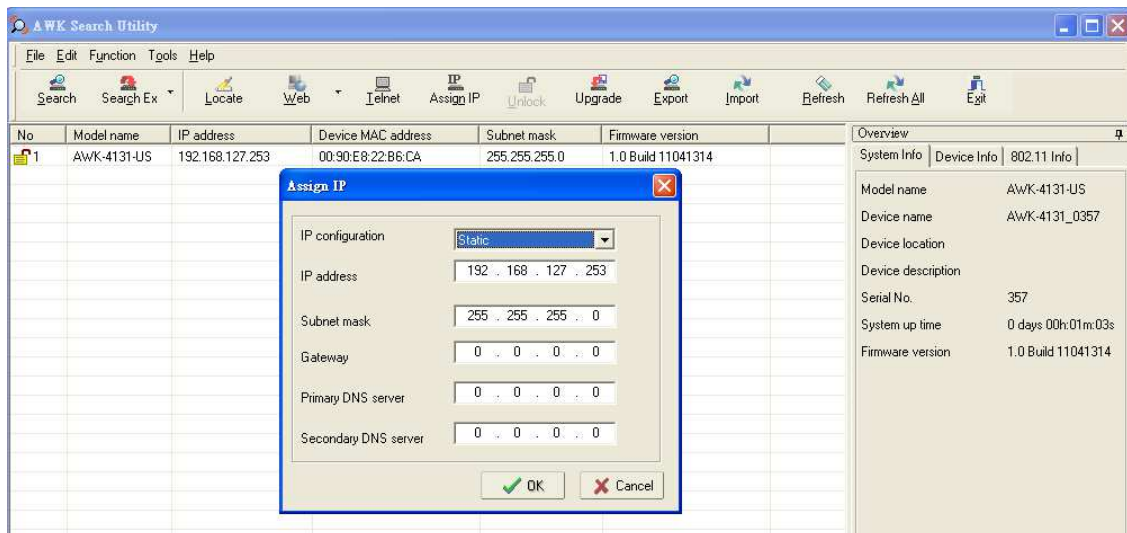 AWK Search Utility
File Edit Function Tools Help
Search Search Ex Locate Web Telnet IP Assign IP Unlock Upgrade Export Import Refresh Refresh All Exit
No Model name IP address Device MAC address Subnet mask Firmware version
1 AWK-4131-US 192.168.127.253 00:90:E8:22:B6:CA 255.255.255.0 1.0 Build 11041314
Assign IP
IP configuration Static
IP address 192 . 168 . 127 . 253
Subnet mask 255 . 255 . 255 . 0
Gateway 0 . 0 . 0 . 0
Primary DNS server 0 . 0 . 0 . 0
Secondary DNS server 0 . 0 . 0 . 0
OK Cancel
Overview
System Info Device Info 802.11 Info
Model name AWK-4131-US
Device name AWK-4131_0357
Device location
Device description
Serial No. 357
System up time 0 days 00h:01m:03s
Firmware version 1.0 Build 11041314